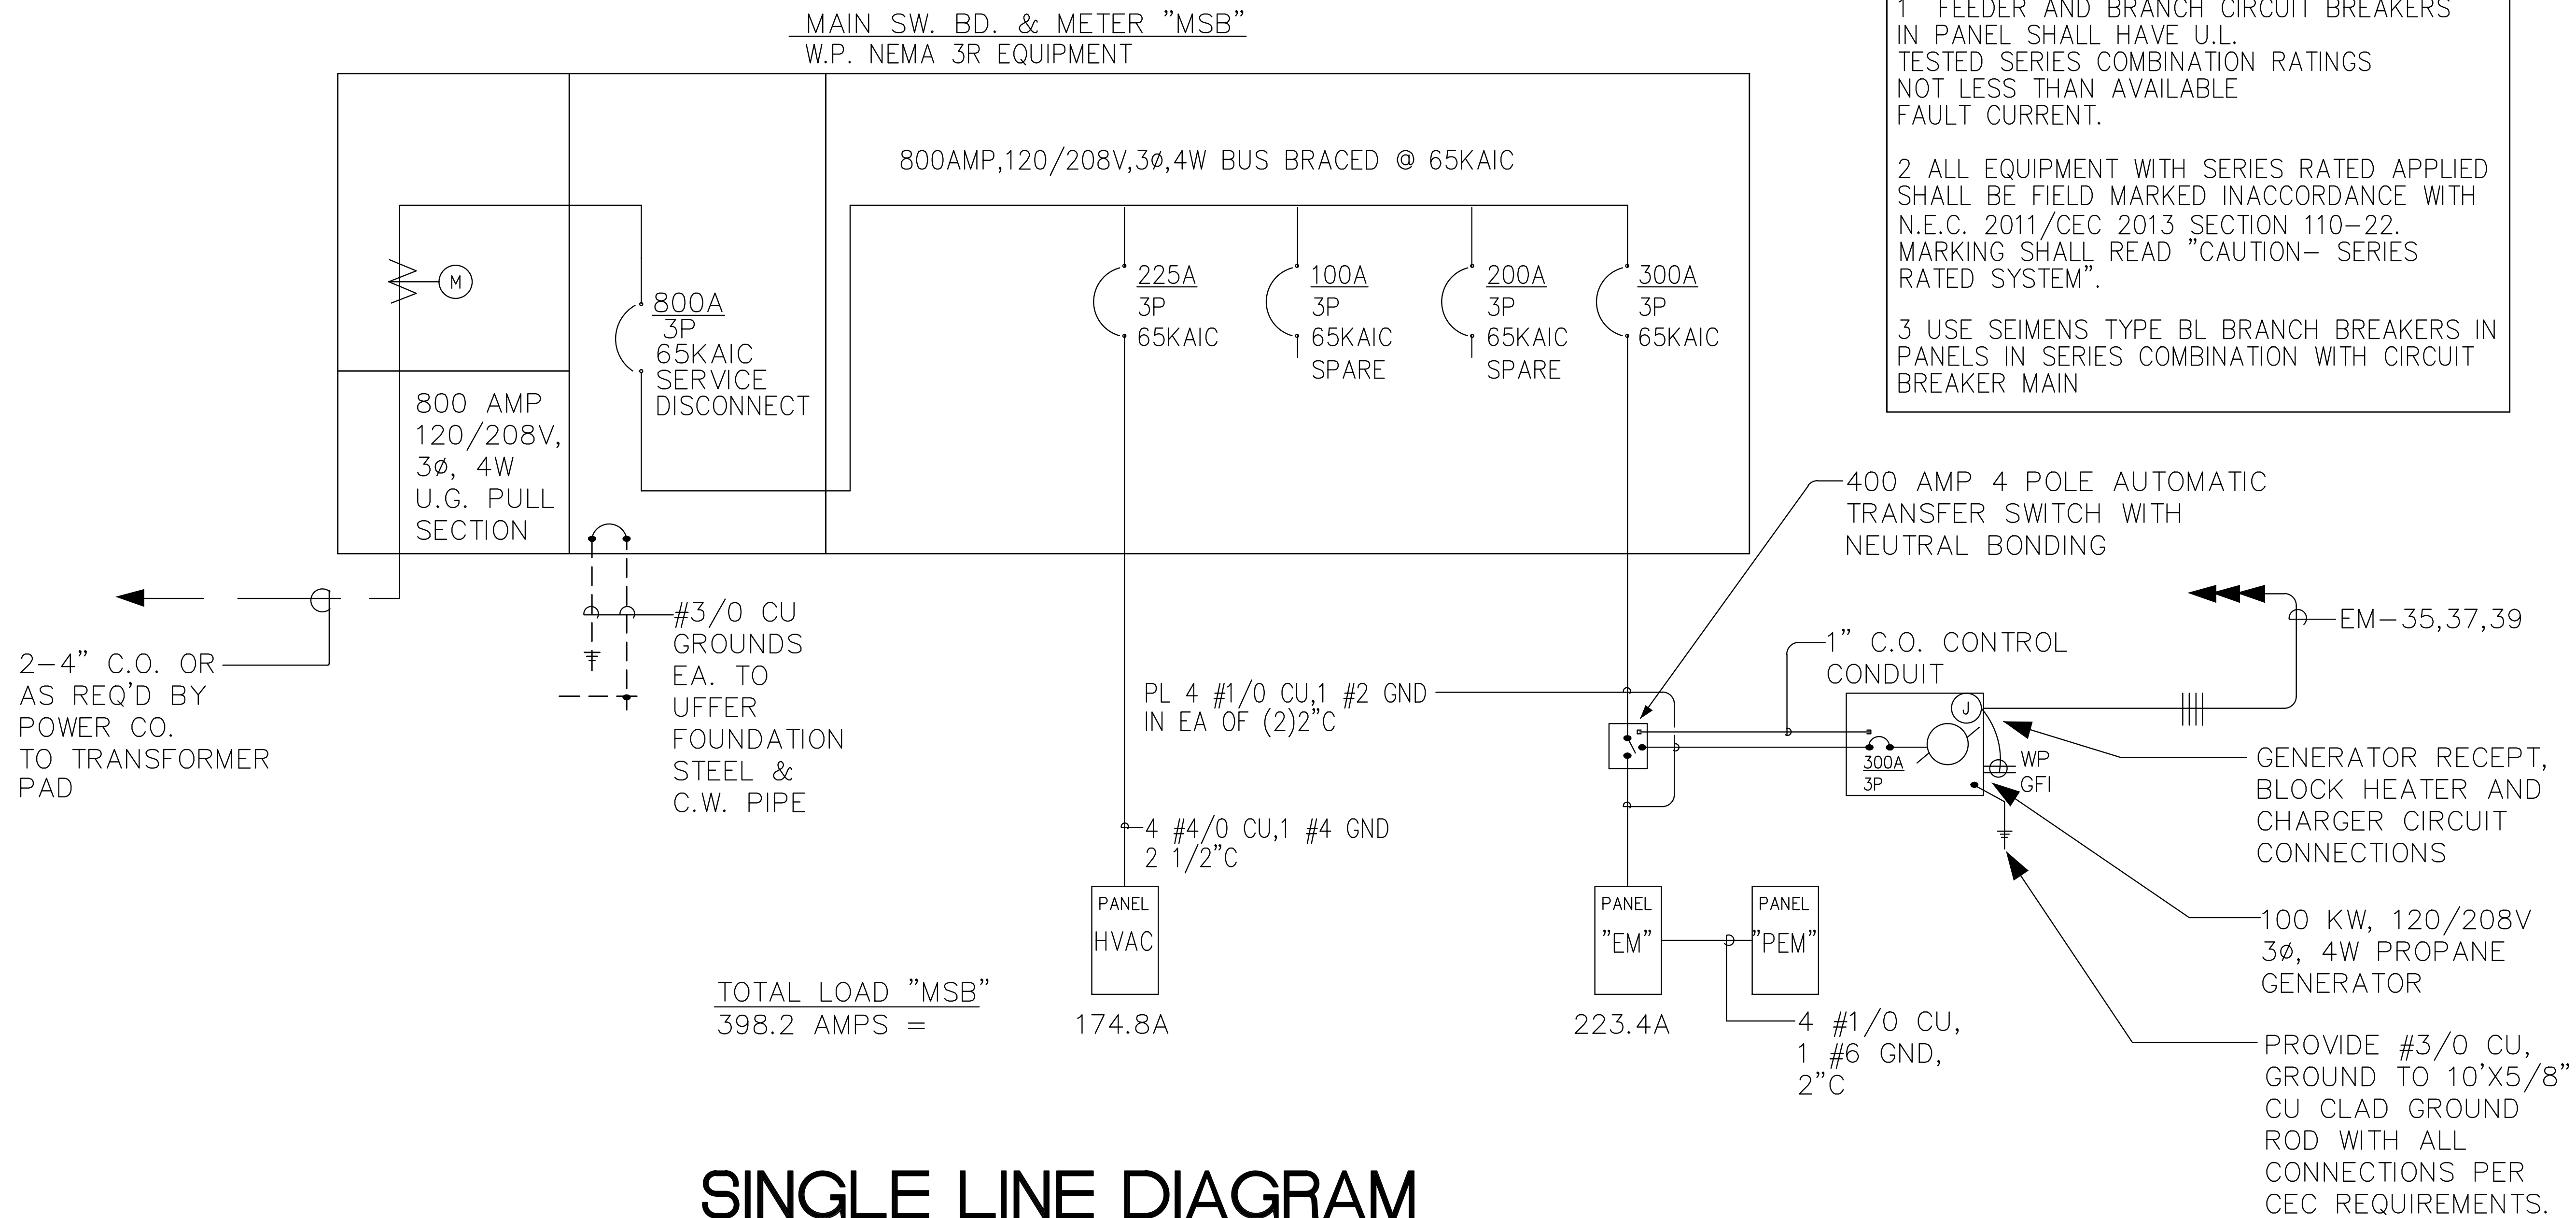 MAIN SW. BD. & METER "MSB"
W.P. NEMA 3R EQUIPMENT
1 FEEDER AND BRANCH CIRCUIT BREAKERS
IN PANEL SHALL HAVE U.L.
TESTED SERIES COMBINATION RATINGS
NOT LESS THAN AVAILABLE
FAULT CURRENT.
2 ALL EQUIPMENT WITH SERIES RATED APPLIED
SHALL BE FIELD MARKED INACCORDANCE WITH
N.E.C. 2011/CEC 2013 SECTION 110-22.
MARKING SHALL READ "CAUTION- SERIES
RATED SYSTEM".
3 USE SEIMENS TYPE BL BRANCH BREAKERS IN
PANELS IN SERIES COMBINATION WITH CIRCUIT
BREAKER MAIN
800AMP,120/208V,3ø,4W BUS BRACED @ 65KAIC
M
800A
3P
65KAIC
SERVICE
DISCONNECT
225A
3P
65KAIC
100A
3P
65KAIC
SPARE
200A
3P
65KAIC
SPARE
300A
3P
65KAIC
800 AMP
120/208V,
3ø, 4W
U.G. PULL
SECTION
400 AMP 4 POLE AUTOMATIC
TRANSFER SWITCH WITH
NEUTRAL BONDING
2-4" C.O. OR
AS REQ'D BY
POWER CO.
TO TRANSFORMER
PAD
#3/0 CU
GROUNDS
EA. TO
UFFER
FOUNDATION
STEEL &
C.W. PIPE
PL 4 #1/0 CU,1 #2 GND
IN EA OF (2)2"C
1" C.O. CONTROL
CONDUIT
EM-35,37,39
J
300A
3P
WP
GFI
GENERATOR RECEPT,
BLOCK HEATER AND
CHARGER CIRCUIT
CONNECTIONS
4 #4/0 CU,1 #4 GND
2 1/2"C
PANEL
HVAC
PANEL
"EM"
PANEL
"PEM"
100 KW, 120/208V
3ø, 4W PROPANE
GENERATOR
TOTAL LOAD "MSB"
398.2 AMPS =
174.8A
223.4A
4 #1/0 CU,
1 #6 GND,
2"C
PROVIDE #3/0 CU,
GROUND TO 10'X5/8"
CU CLAD GROUND
ROD WITH ALL
CONNECTIONS PER
CEC REQUIREMENTS.
SINGLE LINE DIAGRAM